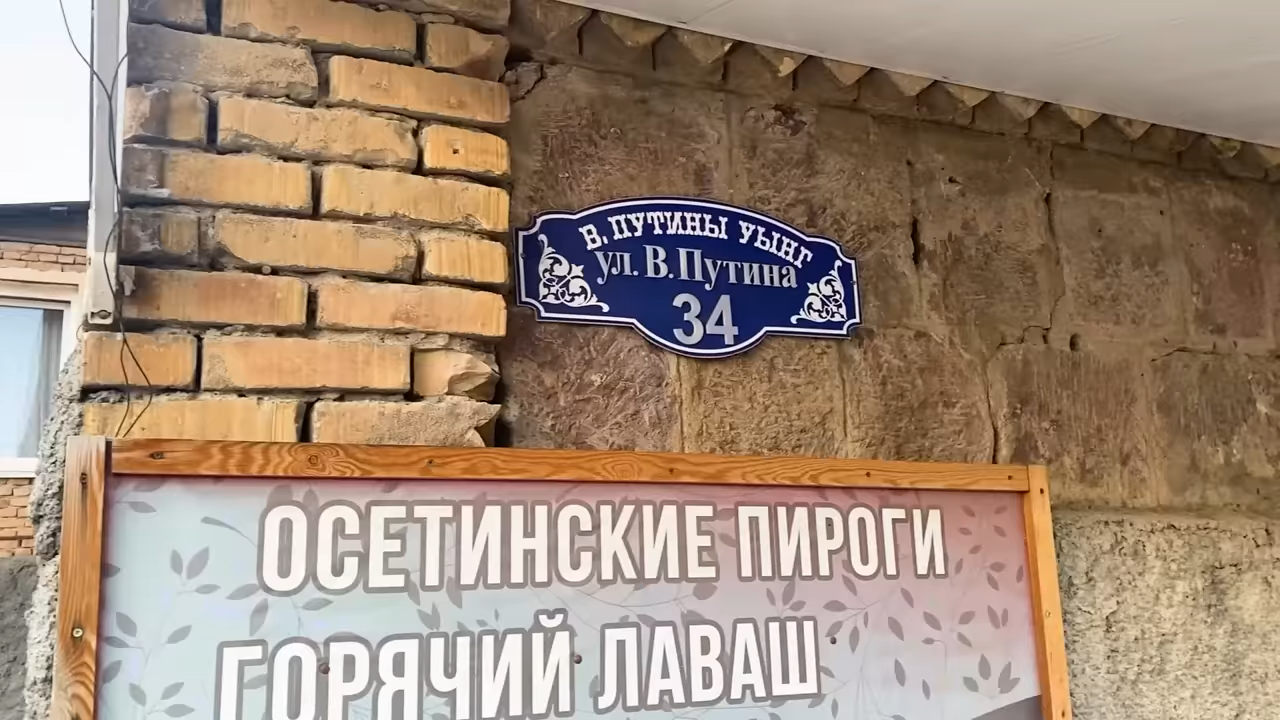 В. ПУТИНЫ УЫНГ
ул. В. Путина
34
ОСЕТИНСКИЕ ПИРОГИ
ГОРЯЧИЙ ЛАВАШ